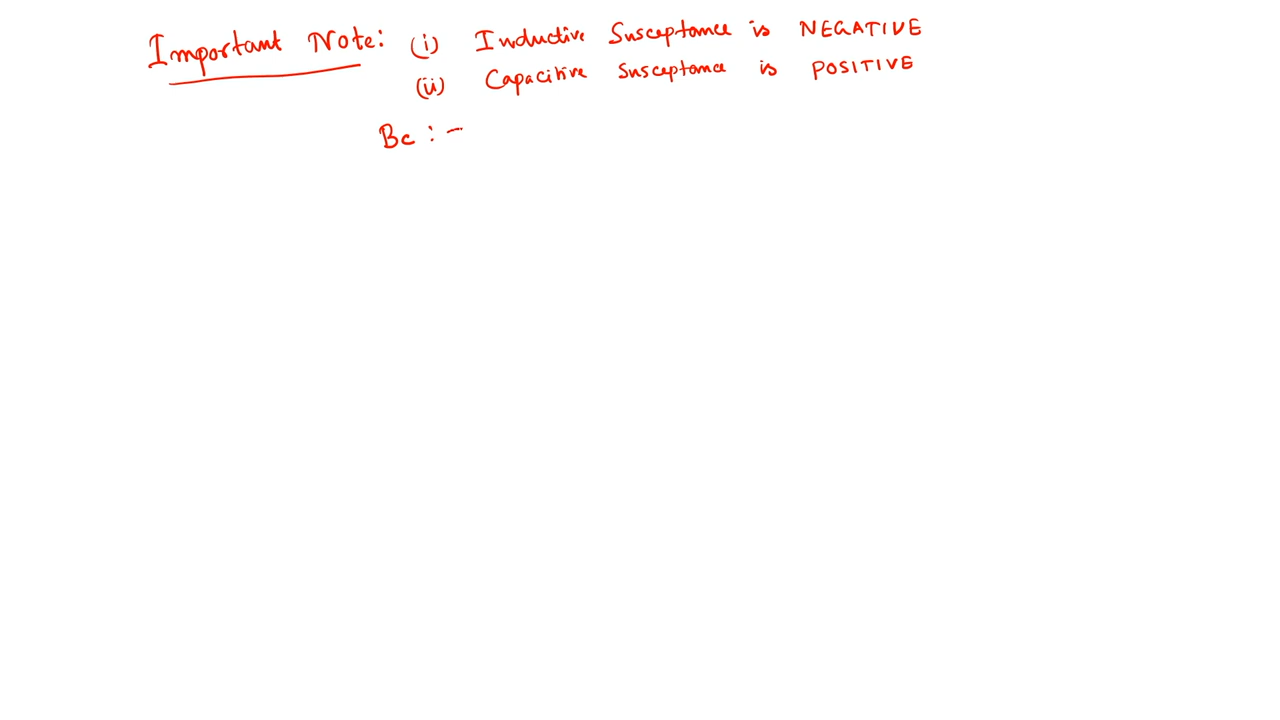 Important Note: (i) Inductive Susceptance is NEGATIVE
(ii) Capacitive Susceptance is POSITIVE
Bc : -